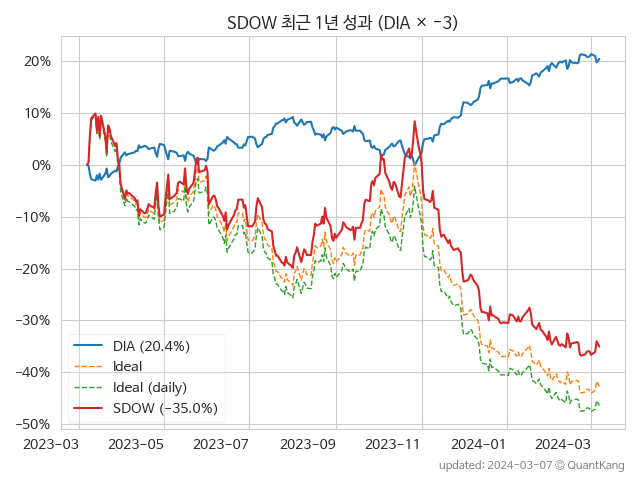 SDOW 최근 1년 성과 (DIA × −3)
20%
10%
0%
−10%
−20%
−30%
−40%
−50%
DIA (20.4%)
Ideal
Ideal (daily)
SDOW (−35.0%)
2023-03 2023-05 2023-07 2023-09 2023-11 2024-01 2024-03
updated: 2024-03-07 © QuantKang